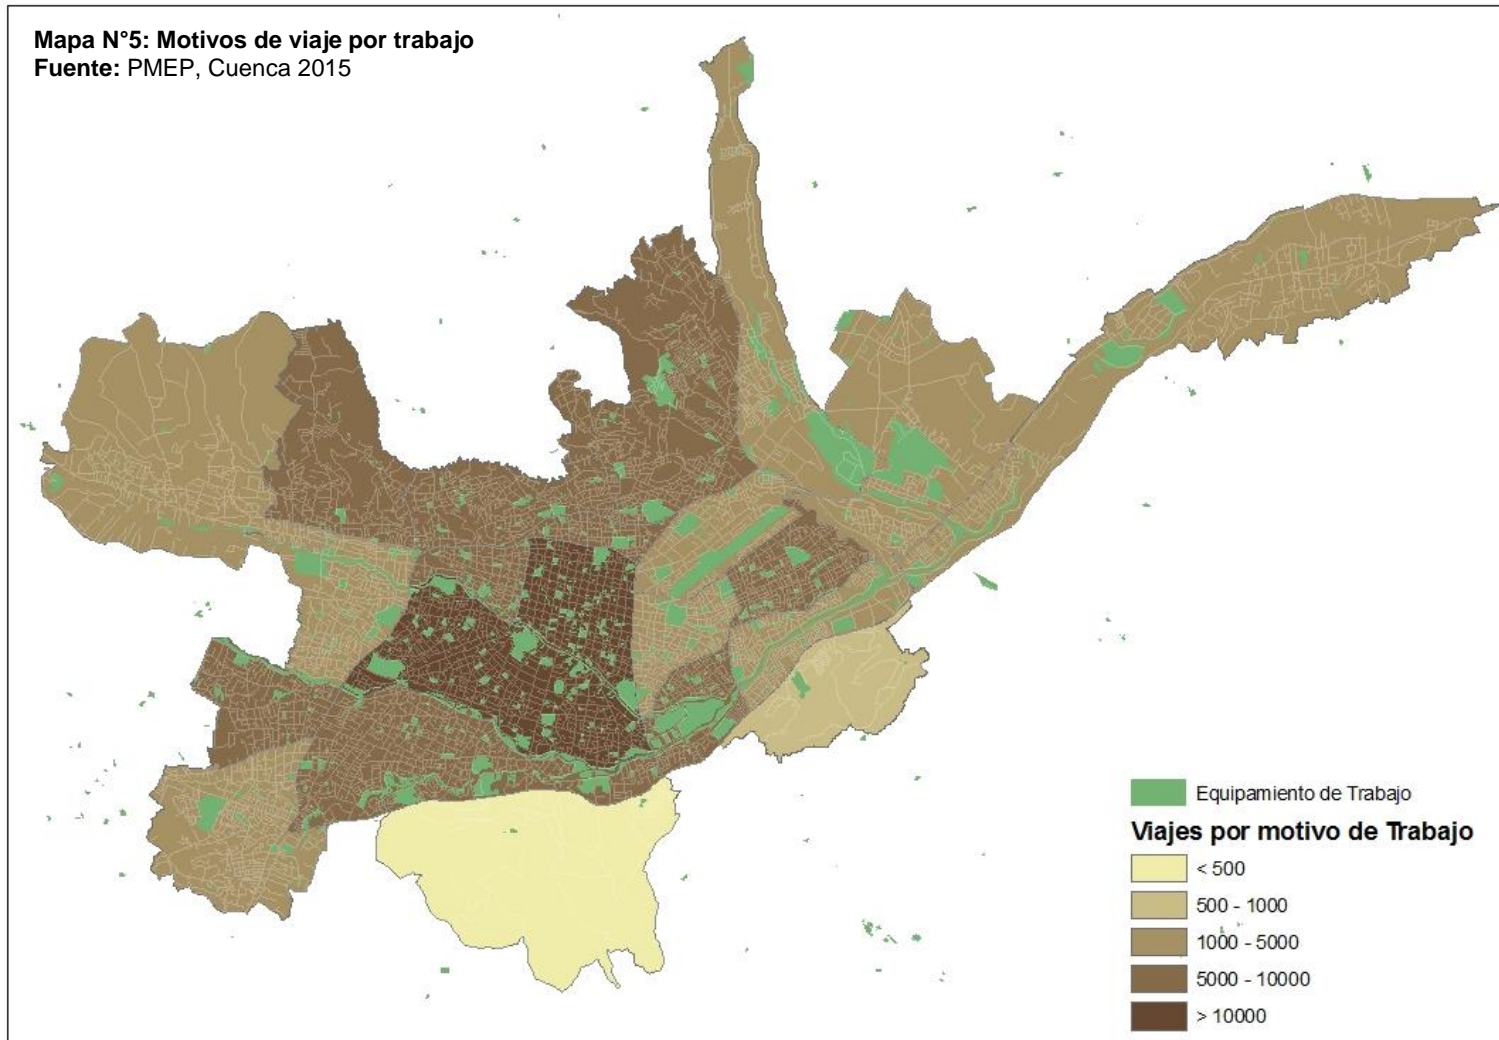 Mapa N°5: Motivos de viaje por trabajo
Fuente: PMEP, Cuenca 2015
Equipamiento de Trabajo
Viajes por motivo de Trabajo
< 500
500 - 1000
1000 - 5000
5000 - 10000
> 10000